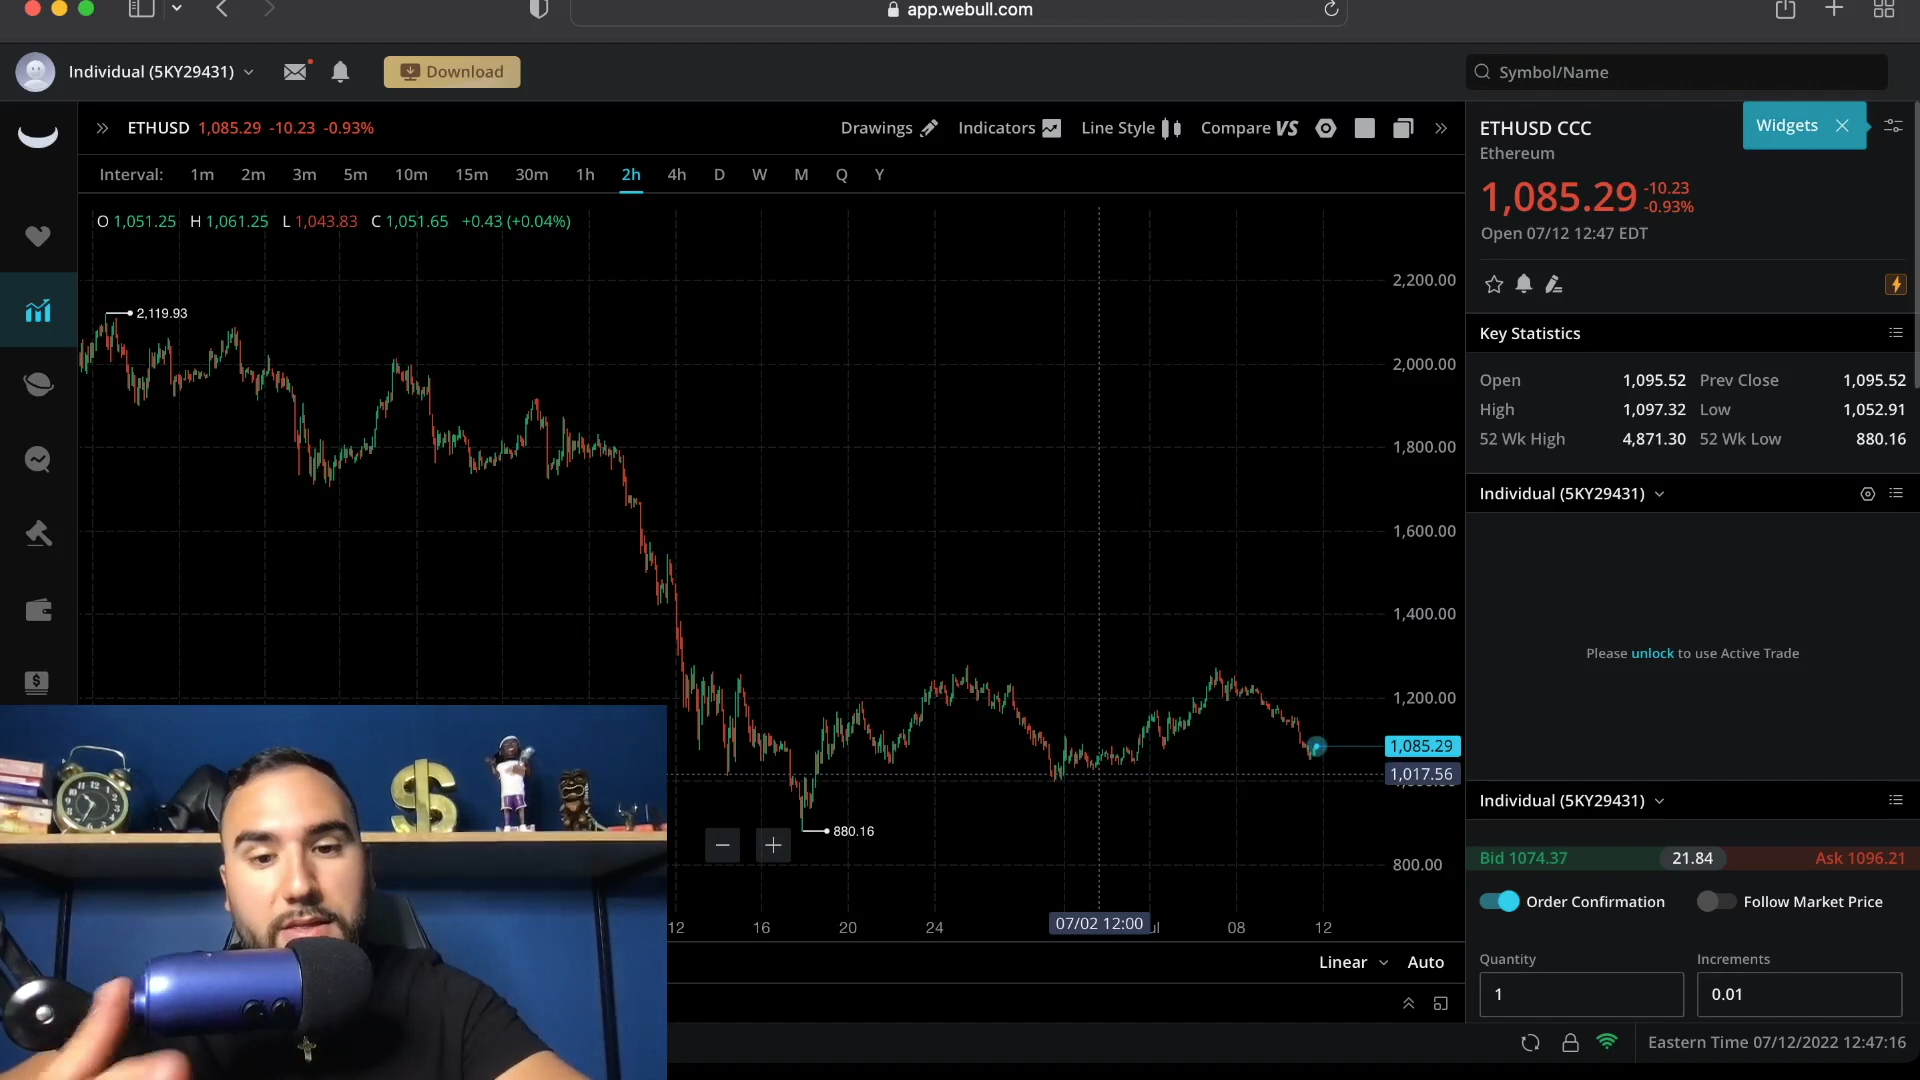 app.webull.com
Individual (5KY29431)
Download
Symbol/Name
ETHUSD 1,085.29 -10.23 -0.93%
Drawings
Indicators
Line Style
Compare VS
Interval: 1m 2m 3m 5m 10m 15m 30m 1h 2h 4h D W M Q Y
O 1,051.25 H 1,061.25 L 1,043.83 C 1,051.65 +0.43 (+0.04%)
2,119.93
880.16
2,200.00
2,000.00
1,800.00
1,600.00
1,400.00
1,200.00
1,085.29
1,017.56
800.00
12 16 20 24 07/02 12:00 08 12
Linear Auto
ETHUSD CCC
Widgets
Ethereum
1,085.29 -10.23
-0.93%
Open 07/12 12:47 EDT
Key Statistics
Open 1,095.52 Prev Close 1,095.52
High 1,097.32 Low 1,052.91
52 Wk High 4,871.30 52 Wk Low 880.16
Individual (5KY29431)
Please unlock to use Active Trade
Individual (5KY29431)
Bid 1074.37 21.84 Ask 1096.21
Order Confirmation Follow Market Price
Quantity Increments
1 0.01
Eastern Time 07/12/2022 12:47:16